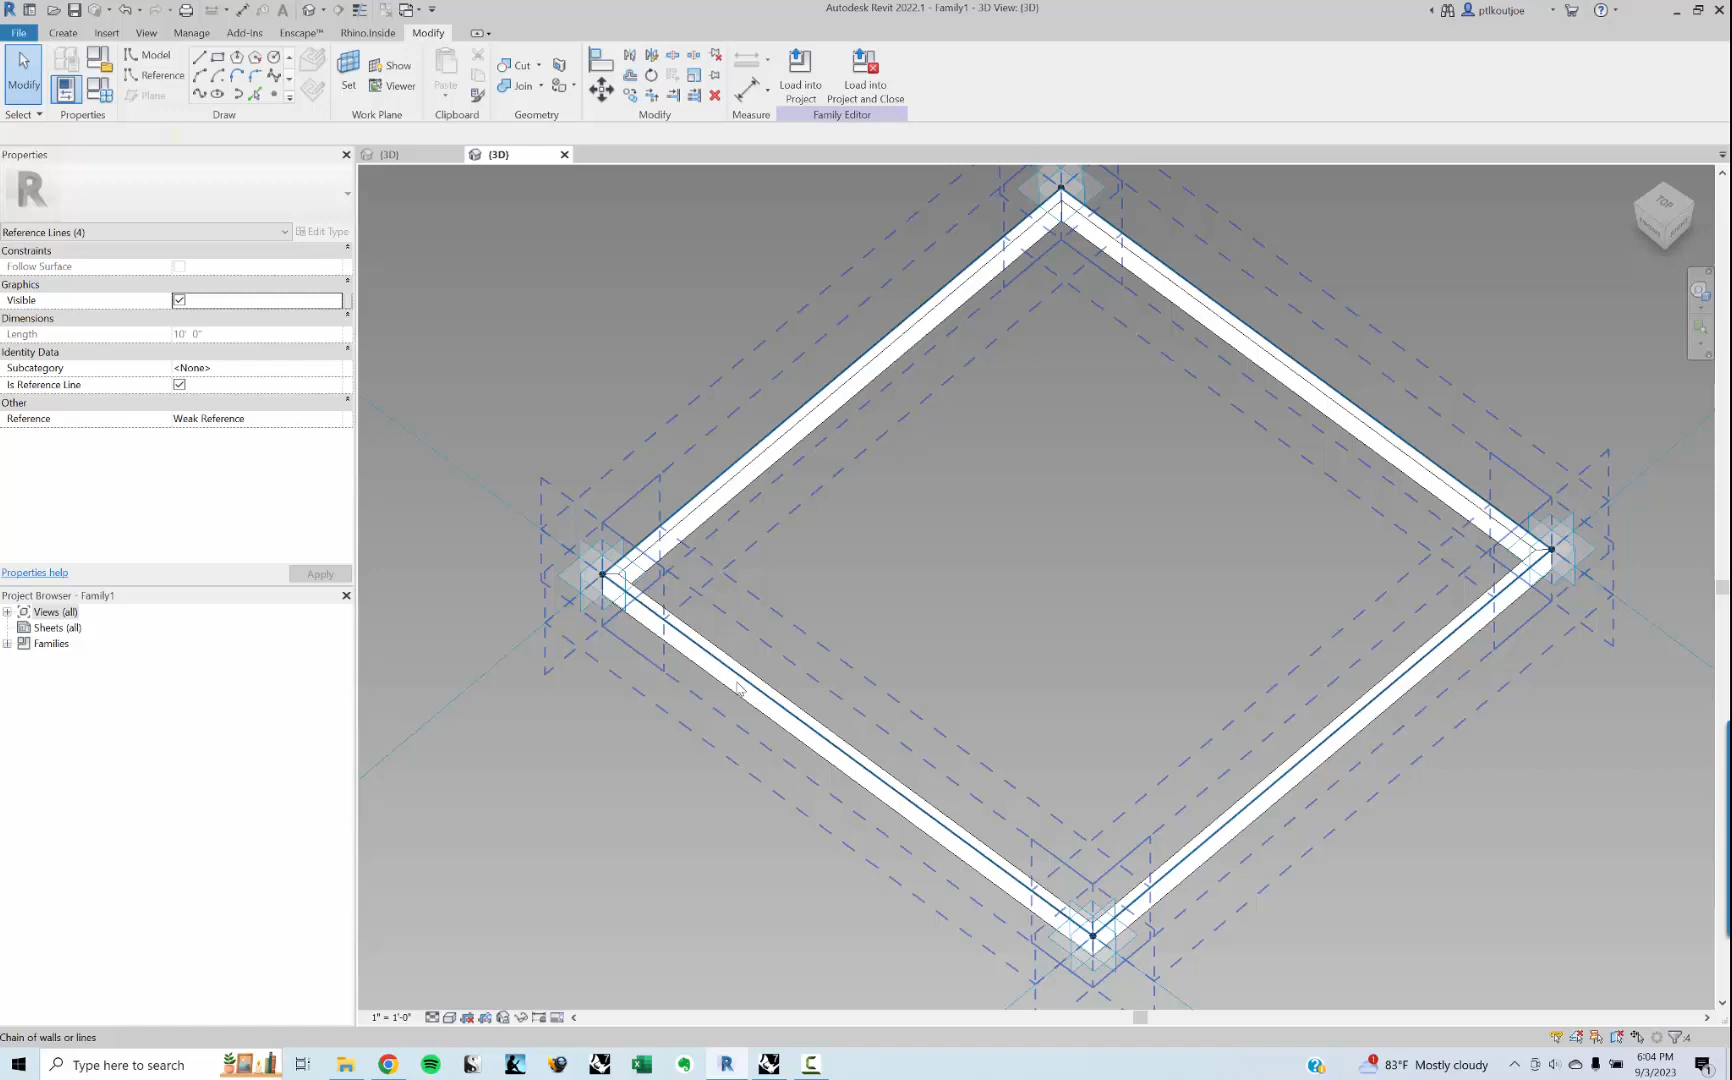 Autodesk Revit 2022.1 - Family1 - 3D View: {3D}
ptlkoutjoe
File Create Insert View Manage Add-Ins Enscape™ Rhino.Inside Modify
Modify
Model
Reference
Plane
Set
Show
Viewer
Paste
Cut
Join
Load into
Project
Load into
Project and Close
Select Properties Draw Work Plane Clipboard Geometry Modify Measure Family Editor
Properties
{3D}
{3D}
R
TOP
Reference Lines (4)
Edit Type
Constraints
Follow Surface
Graphics
Visible
Dimensions
Length 10' 0"
Identity Data
Subcategory <None>
Is Reference Line
Other
Reference Weak Reference
Properties help
Apply
Project Browser - Family1
Views (all)
Sheets (all)
Families
1" = 1'-0"
Chain of walls or lines
:4
Type here to search
83°F Mostly cloudy
6:04 PM
9/3/2023